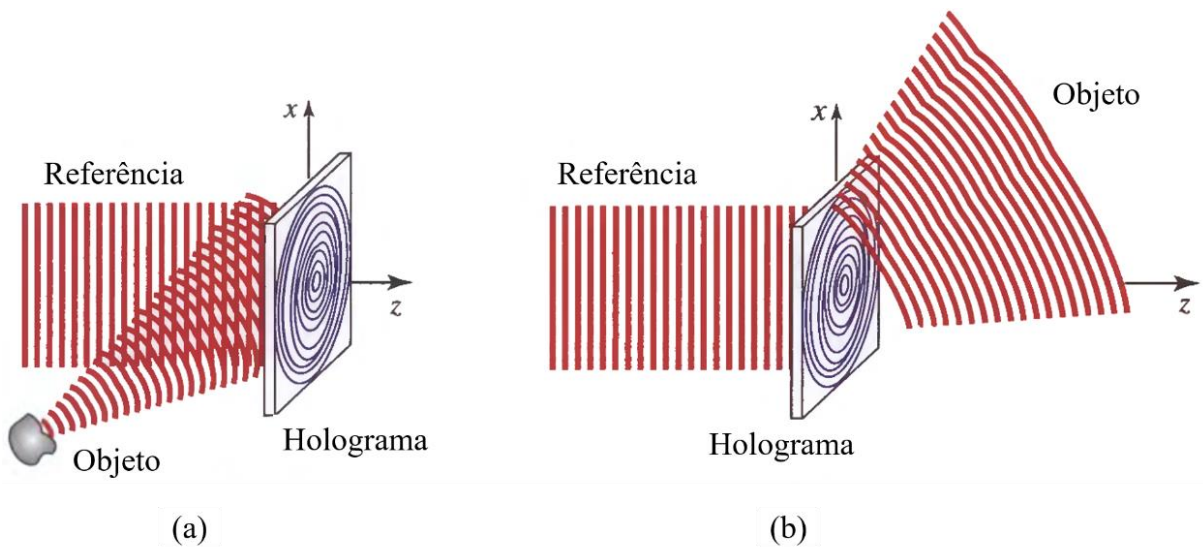 x
Referência
z
Holograma
Objeto
(a)
Objeto
x
Referência
z
Holograma
(b)